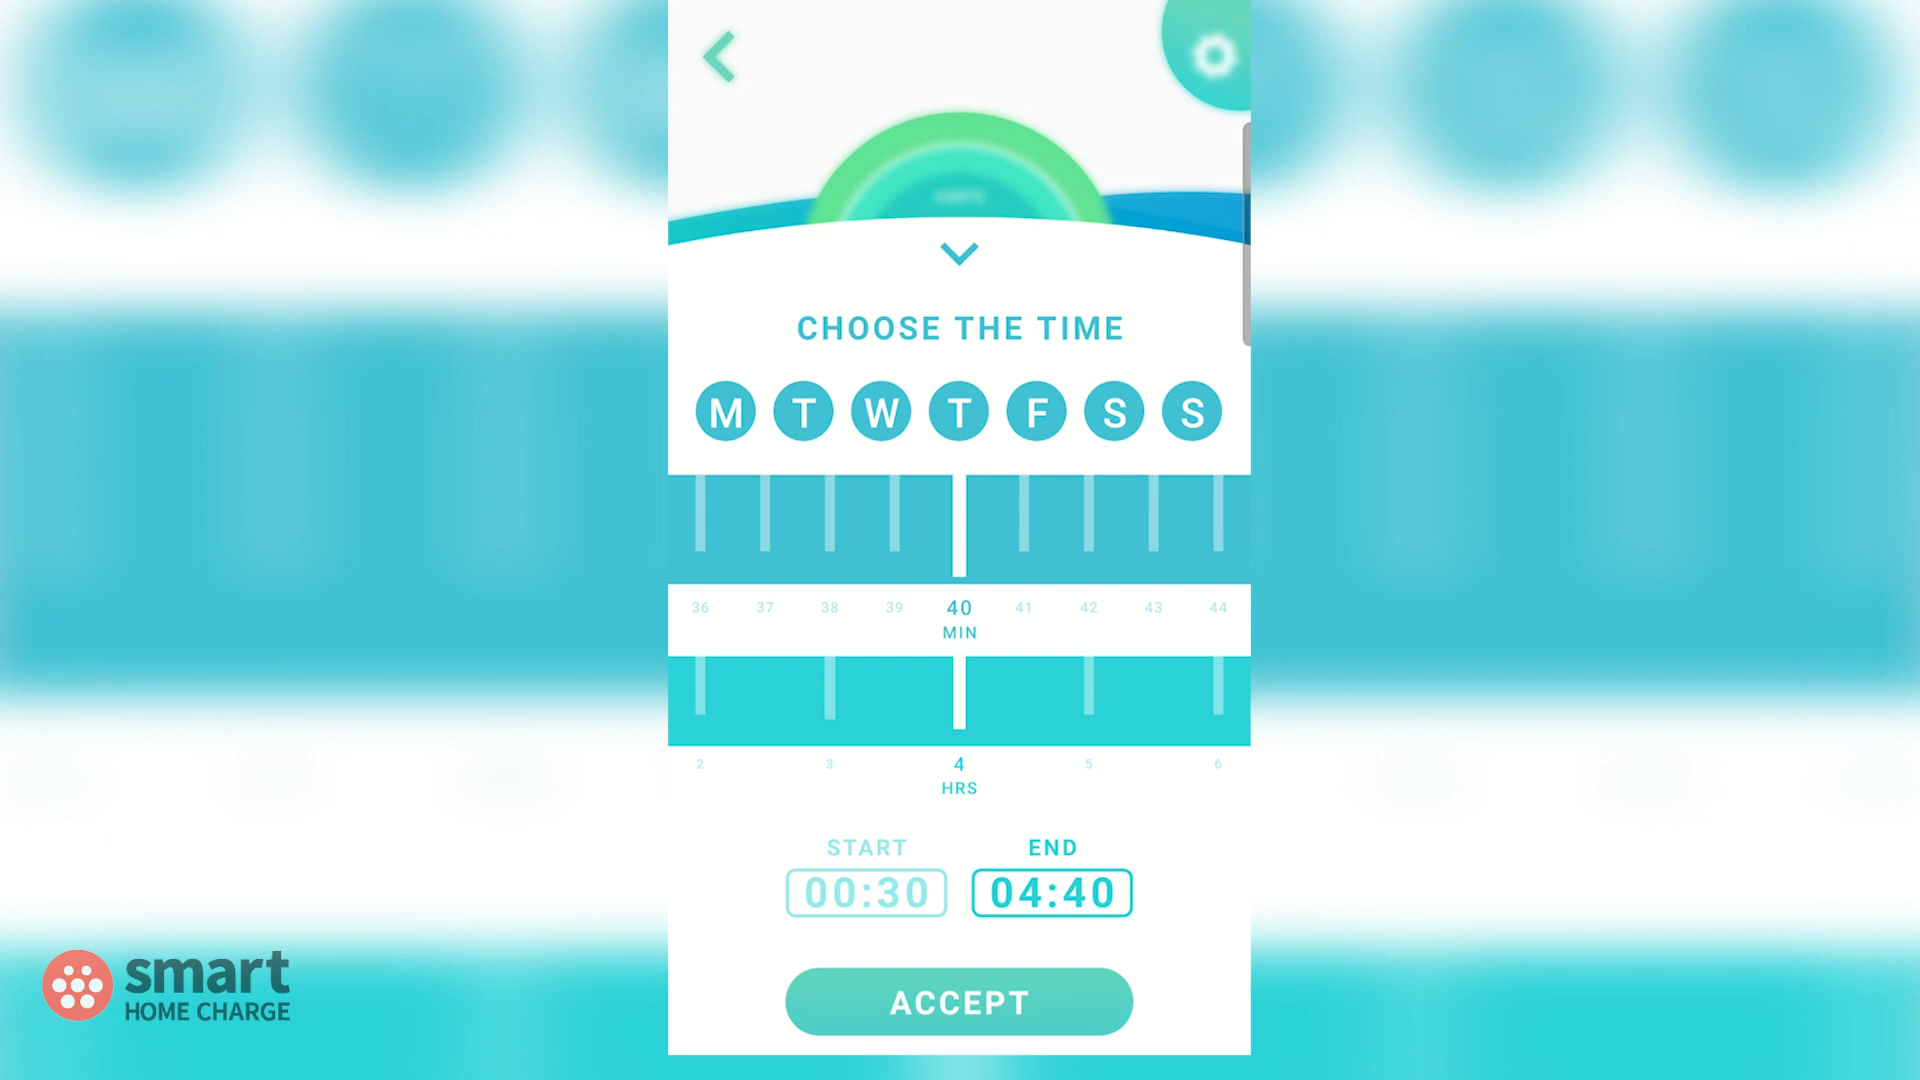 CHOOSE THE TIME
M T W T F S S
36 37 38 39 40 41 42 43 44
MIN
2 3 4 5 6
HRS
START END
00:30 04:40
ACCEPT
smart
HOME CHARGE